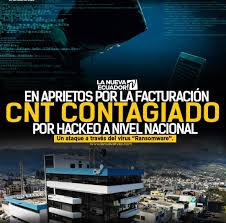 LA NUEVA
ECUADOR TV
EN APRIETOS POR LA FACTURACIÓN
CNT CONTAGIADO
POR HACKEO A NIVEL NACIONAL
Un ataque a través del virus "Ransomware".